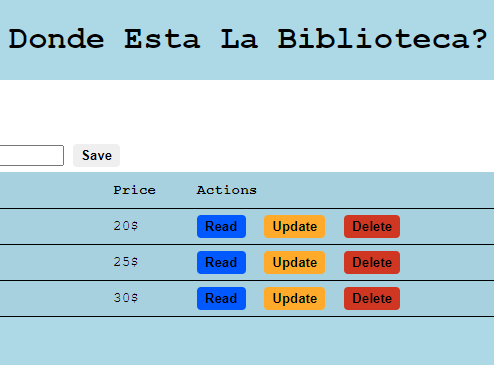 Donde Esta La Biblioteca?
Save
Price Actions
20$ Read Update Delete
25$ Read Update Delete
30$ Read Update Delete